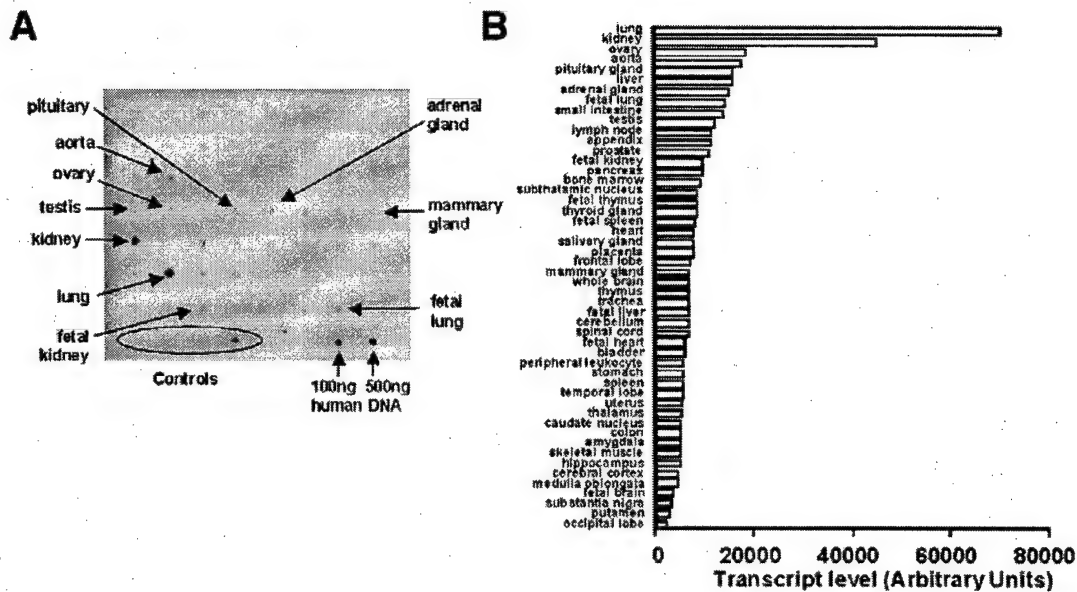 A
pituitary
aorta
ovary
testis
kidney
lung
fetal
kidney
adrenal
gland
mammary
gland
fetal
lung
Controls
100ng 500ng
human DNA
B
lung
kidney
ovary
aorta
pituitary gland
liver
adrenal gland
fetal lung
small intestine
testis
lymph node
appendix
prostate
fetal kidney
pancreas
bone marrow
subthalamic nucleus
fetal thymus
thyroid gland
fetal spleen
heart
salivary gland
placenta
frontal lobe
mammary gland
whole brain
thymus
trachea
fetal liver
cerebellum
spinal cord
fetal heart
bladder
peripheral leukocyte
stomach
spleen
temporal lobe
uterus
thalamus
caudate nucleus
colon
amygdala
skeletal muscle
hippocampus
cerebral cortex
medulla oblongata
fetal brain
substantia nigra
putamen
occipital lobe
0 20000 40000 60000 80000
Transcript level (Arbitrary Units)